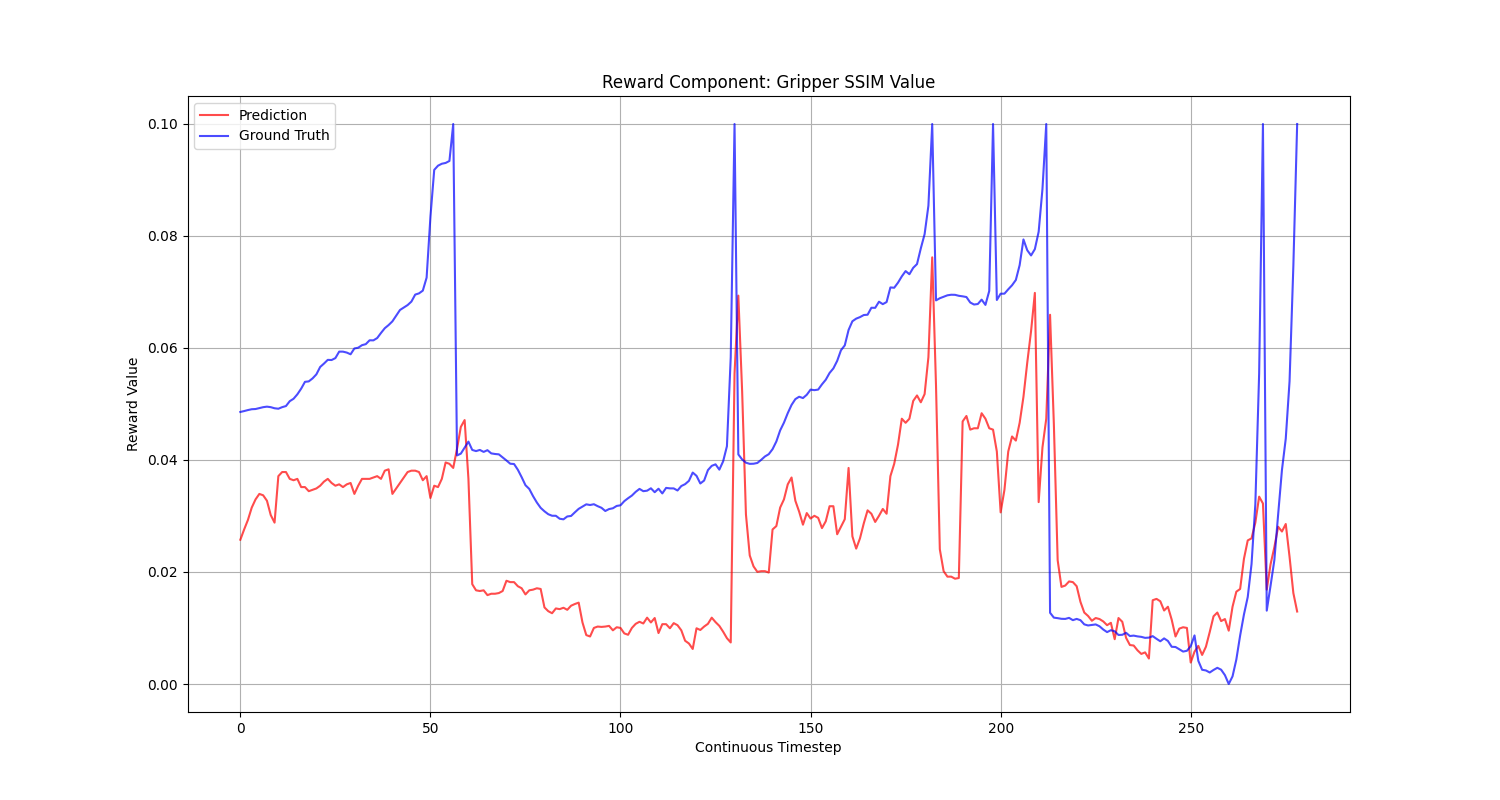 Reward Component: Gripper SSIM Value
Prediction
Ground Truth
0.10
0.08
0.06
0.04
0.02
0.00
Reward Value
0 50 100 150 200 250
Continuous Timestep